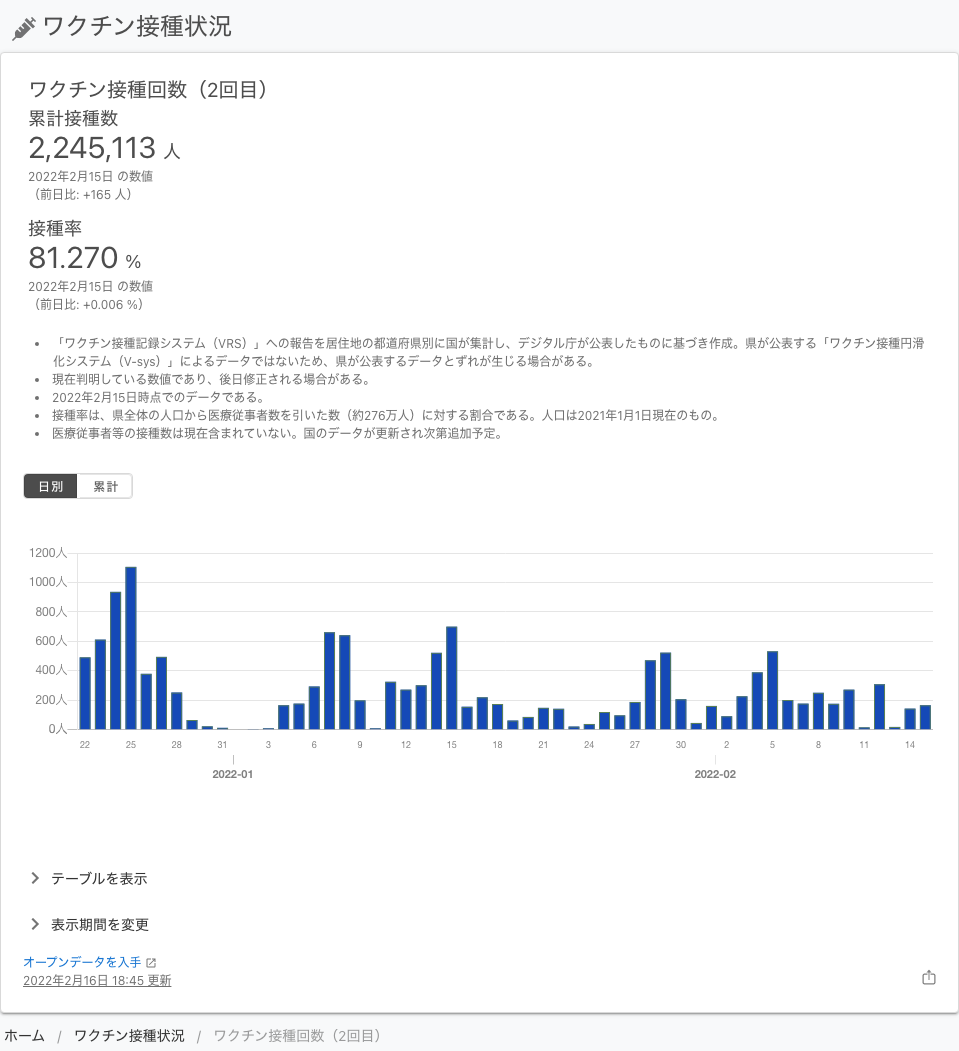 ワクチン接種状況
ワクチン接種回数（2回目）
累計接種数
2,245,113 人
2022年2月15日 の数値
（前日比: +165 人）
接種率
81.270 %
2022年2月15日 の数値
（前日比: +0.006 %）
「ワクチン接種記録システム（VRS）」への報告を居住地の都道府県別に国が集計し、デジタル庁が公表したものに基づき作成。県が公表する「ワクチン接種円滑
化システム（V-sys）」によるデータではないため、県が公表するデータとずれが生じる場合がある。
現在判明している数値であり、後日修正される場合がある。
2022年2月15日時点でのデータである。
接種率は、県全体の人口から医療従事者数を引いた数（約276万人）に対する割合である。人口は2021年1月1日現在のもの。
医療従事者等の接種数は現在含まれていない。国のデータが更新され次第追加予定。
日別 累計
1200人
1000人
800人
600人
400人
200人
0人
22 25 28 31 3 6 9 12 15 18 21 24 27 30 2 5 8 11 14
2022-01 2022-02
テーブルを表示
表示期間を変更
オープンデータを入手
2022年2月16日 18:45 更新
ホーム / ワクチン接種状況 / ワクチン接種回数（2回目）